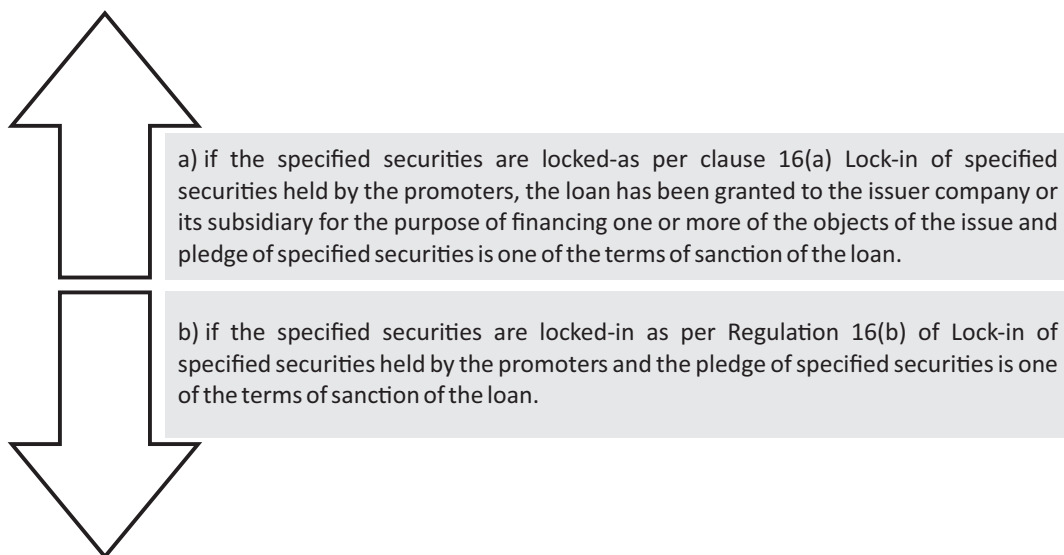 a) if the specified securities are locked-as per clause 16(a) Lock-in of specified
securities held by the promoters, the loan has been granted to the issuer company or
its subsidiary for the purpose of financing one or more of the objects of the issue and
pledge of specified securities is one of the terms of sanction of the loan.
b) if the specified securities are locked-in as per Regulation 16(b) of Lock-in of
specified securities held by the promoters and the pledge of specified securities is one
of the terms of sanction of the loan.